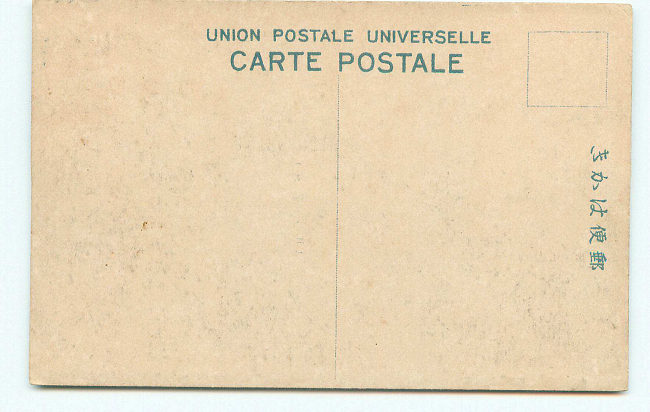 UNION POSTALE UNIVERSELLE
CARTE POSTALE
郵便はかき